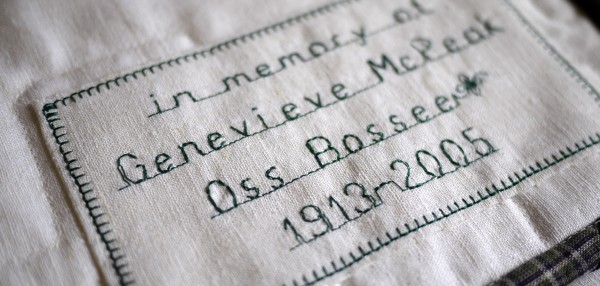 in memory of
Genevieve McPeak
Oss Bossee
1913-2005